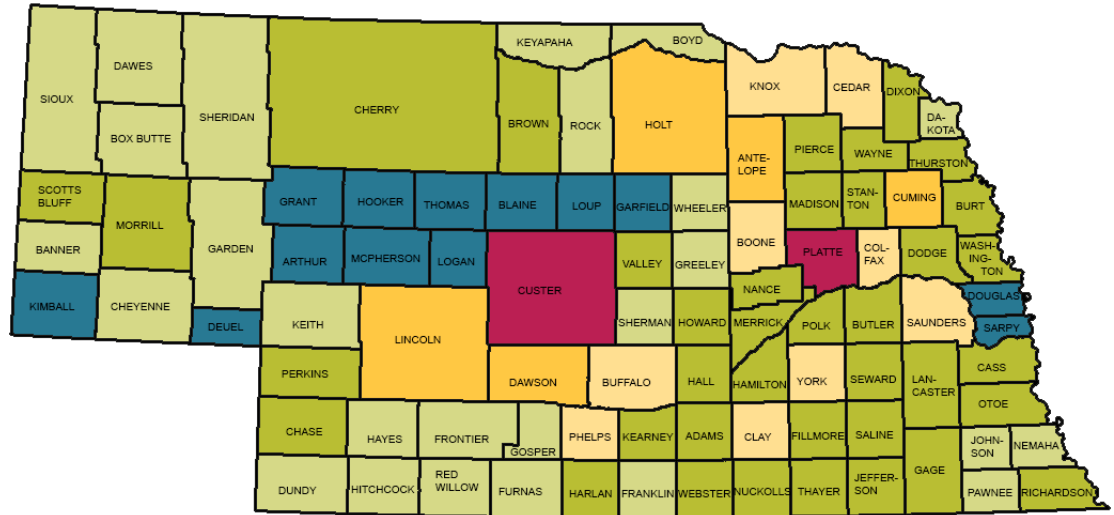 KEYAPAHA
BOYD
DAWES
SIOUX
SHERIDAN
CHERRY
BOX BUTTE
BROWN
ROCK
HOLT
KNOX
CEDAR
DIXON
DA-
KOTA
ANTE-
LOPE
PIERCE
WAYNE
THURSTON
SCOTTS
BLUFF
MORRILL
GARDEN
GRANT
HOOKER
THOMAS
BLAINE
LOUP
GARFIELD
WHEELER
MADISON
STAN-
TON
CUMING
BURT
BANNER
ARTHUR
MCPHERSON
LOGAN
CUSTER
VALLEY
GREELEY
BOONE
PLATTE
COL-
FAX
DODGE
WASH-
INGTON
KIMBALL
CHEYENNE
DEUEL
KEITH
LINCOLN
SHERMAN
HOWARD
NANCE
MERRICK
POLK
BUTLER
SAUNDERS
DOUGLAS
SARPY
PERKINS
DAWSON
BUFFALO
HALL
HAMILTON
YORK
SEWARD
LAN-
CASTER
CASS
OTOE
CHASE
HAYES
FRONTIER
GOSPER
PHELPS
KEARNEY
ADAMS
CLAY
FILLMORE
SALINE
JOHN-
SON
NEMAHA
DUNDY
HITCHCOCK
RED
WILLOW
FURNAS
HARLAN
FRANKLIN
WEBSTER
NUCKOLLS
THAYER
JEFFER-
SON
GAGE
PAWNEE
RICHARDSON